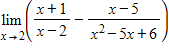 lim x→2 ( x+1 / x−2 − x−5 / x²−5x+6 )